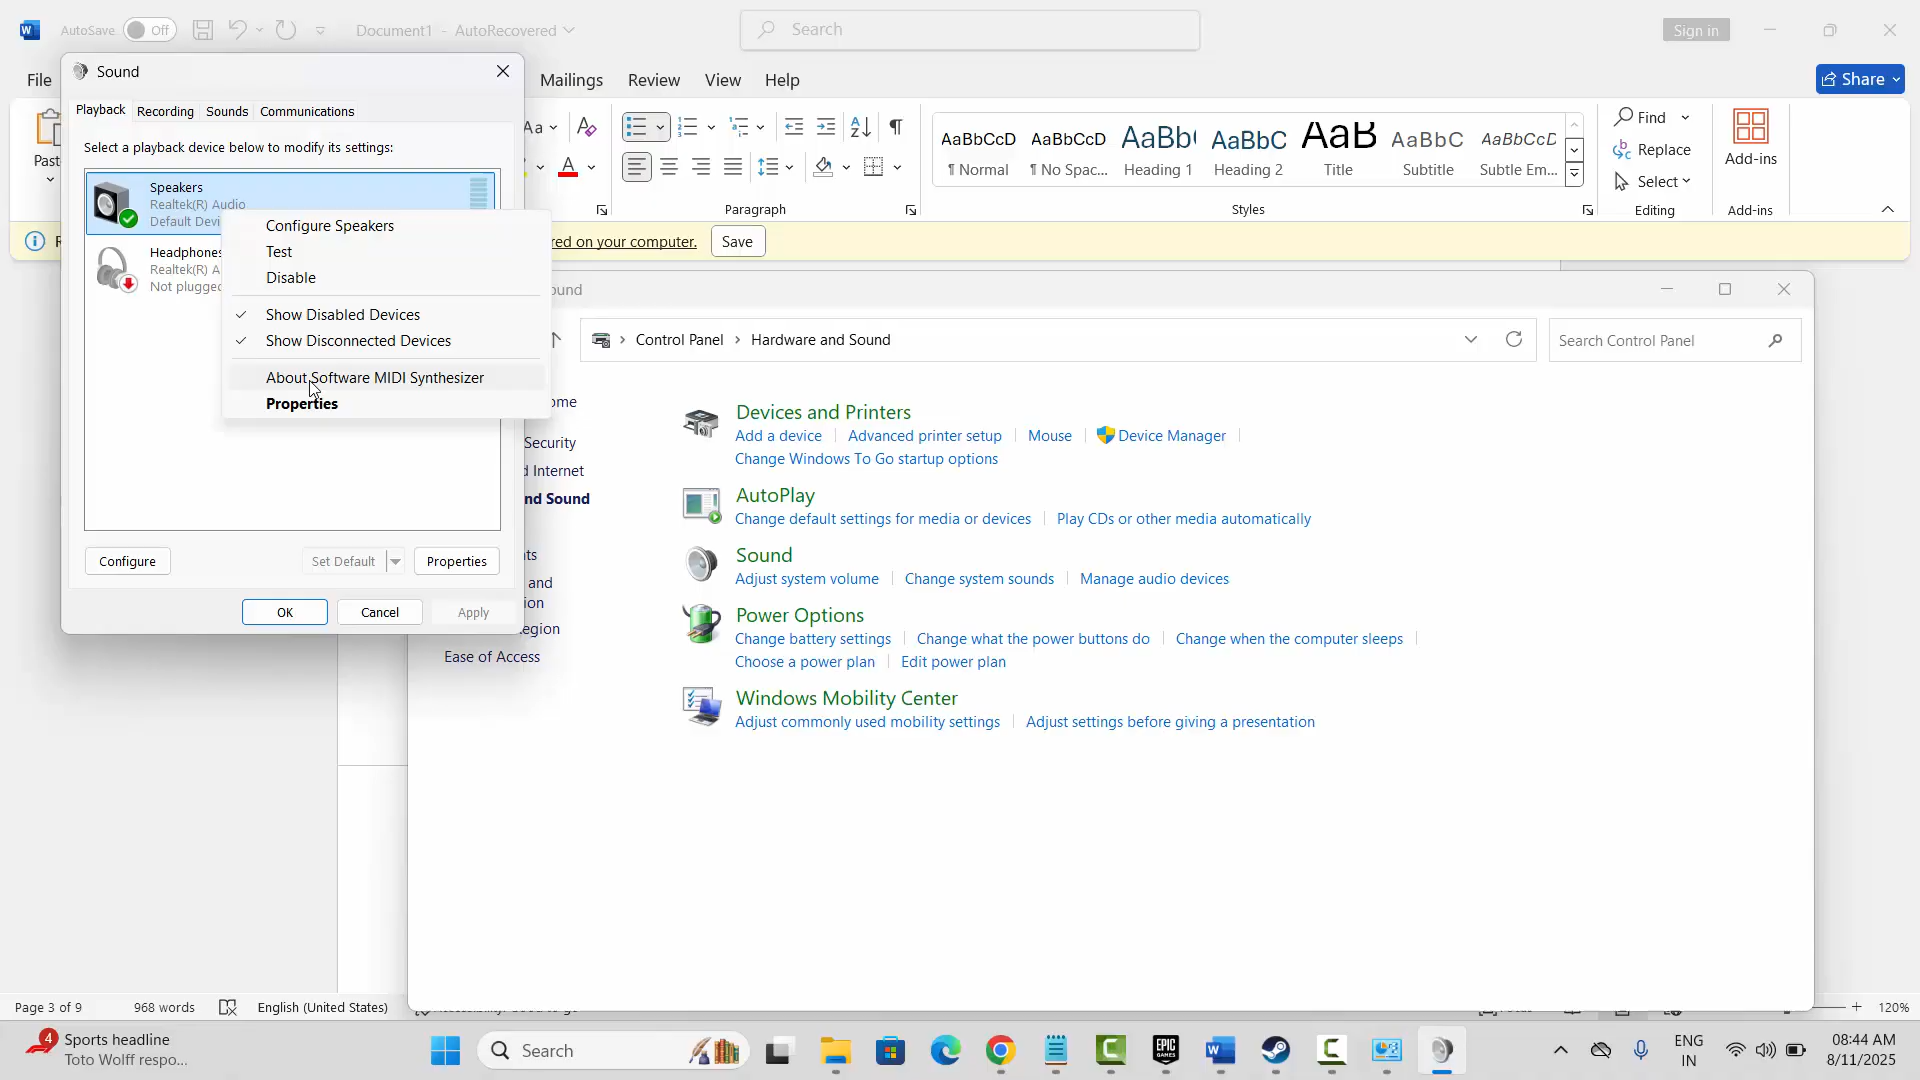 AutoSave Off Document1 - AutoRecovered Search Sign in
File Mailings Review View Help Share
Sound
Playback Recording Sounds Communications
Select a playback device below to modify its settings:
Speakers
Realtek(R) Audio
Default Devi
Headphones
Realtek(R) A
Not plugged
Configure Speakers
Test
Disable
Show Disabled Devices
Show Disconnected Devices
About Software MIDI Synthesizer
Properties
Configure Set Default Properties
OK Cancel Apply
Past
Aa
A
AaBbCcD AaBbCcD AaBb( AaBbC AaB AaBbC AaBbCcD
¶ Normal ¶ No Spac... Heading 1 Heading 2 Title Subtitle Subtle Em...
Find
Replace
Select
Add-ins
Paragraph Styles Editing Add-ins
R
red on your computer. Save
ound
Control Panel Hardware and Sound Search Control Panel
ome
Security
d Internet
nd Sound
ts
and
ion
egion
Ease of Access
Devices and Printers
Add a device Advanced printer setup Mouse Device Manager
Change Windows To Go startup options
AutoPlay
Change default settings for media or devices Play CDs or other media automatically
Sound
Adjust system volume Change system sounds Manage audio devices
Power Options
Change battery settings Change what the power buttons do Change when the computer sleeps
Choose a power plan Edit power plan
Windows Mobility Center
Adjust commonly used mobility settings Adjust settings before giving a presentation
Page 3 of 9 968 words English (United States) 120%
4
Sports headline
Toto Wolff respo...
Search
EPIC GAMES
ENG
IN
08:44 AM
8/11/2025